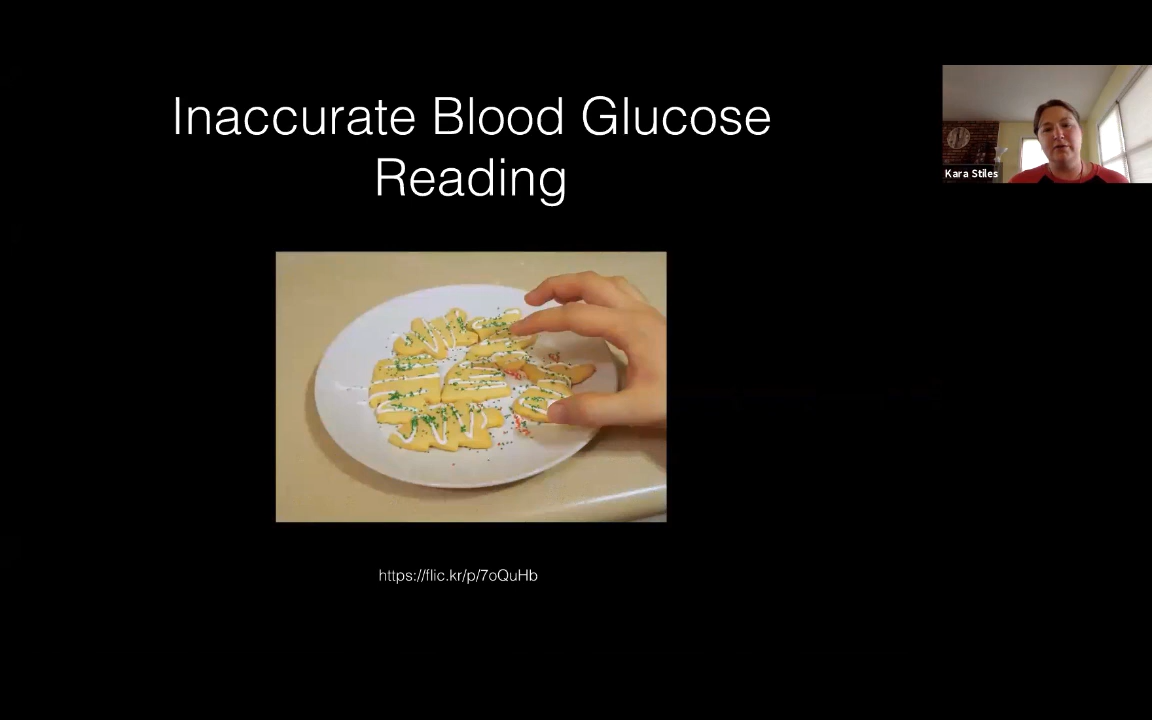 Inaccurate Blood Glucose
Reading
Kara Stiles
https://flic.kr/p/7oQuHb